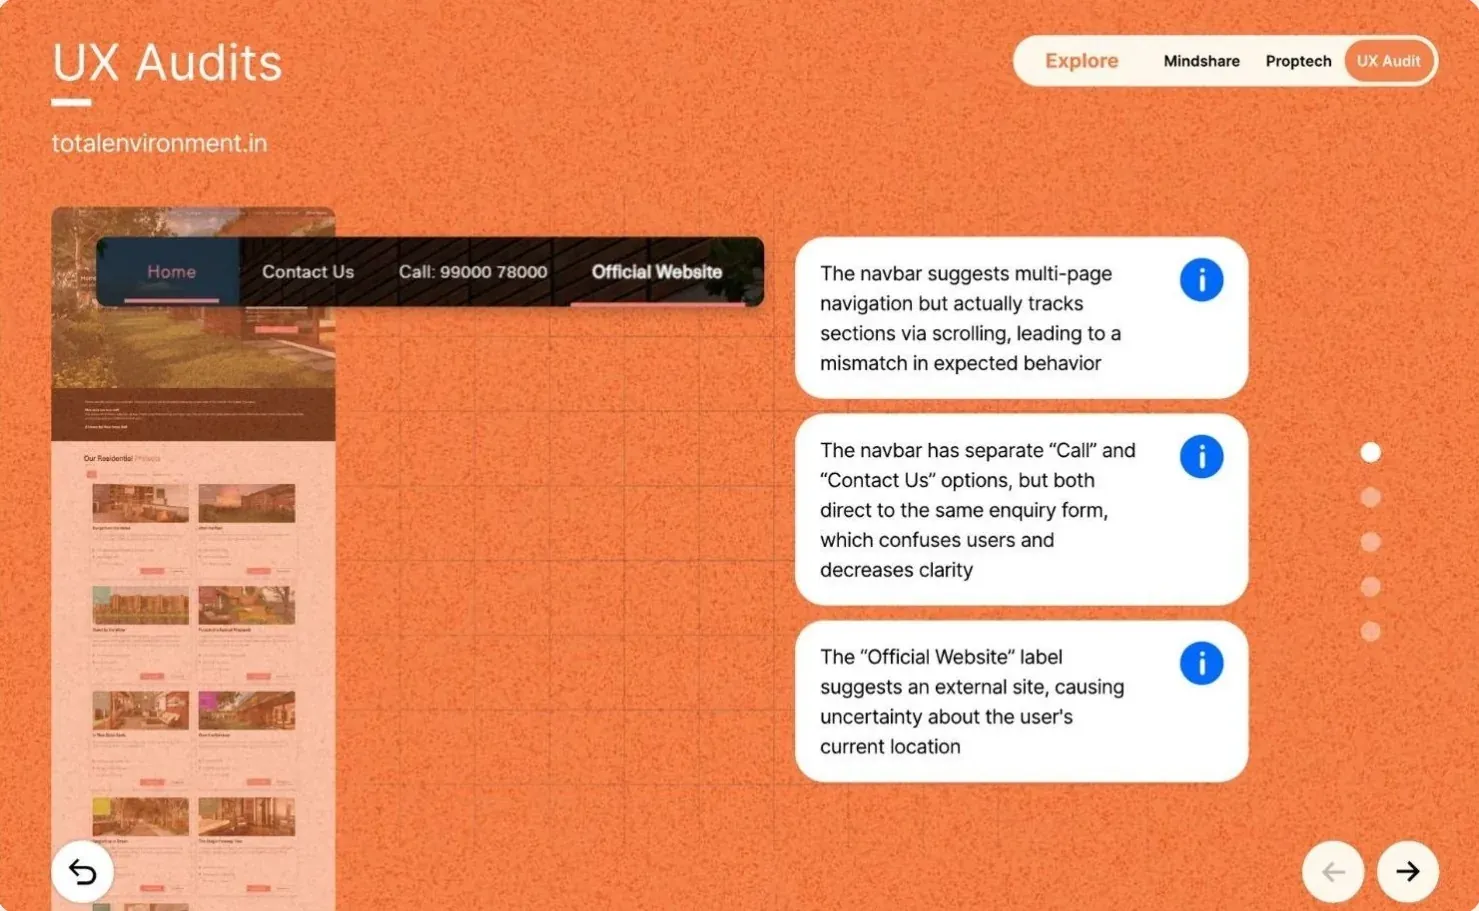 UX Audits
Explore
Mindshare
Proptech
UX Audit
totalenvironment.in
Home
Contact Us
Call: 99000 78000
Official Website
The navbar suggests multi-page
navigation but actually tracks
sections via scrolling, leading to a
mismatch in expected behavior
The navbar has separate “Call” and
“Contact Us” options, but both
direct to the same enquiry form,
which confuses users and
decreases clarity
The “Official Website” label
suggests an external site, causing
uncertainty about the user's
current location
Our Residential Projects